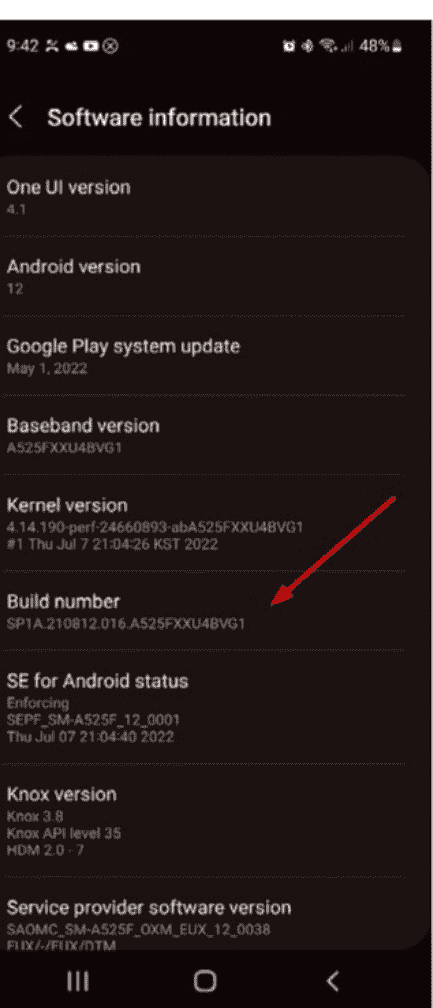 9:42
48%
Software information
One UI version
4.1
Android version
12
Google Play system update
May 1, 2022
Baseband version
A525FXXU4BVG1
Kernel version
4.14.190-perf-24660893-abA525FXXU4BVG1
#1 Thu Jul 7 21:04:26 KST 2022
Build number
SP1A.210812.016.A525FXXU4BVG1
SE for Android status
Enforcing
SEPF_SM-A525F_12_0001
Thu Jul 07 21:04:40 2022
Knox version
Knox 3.8
Knox API level 35
HDM 2.0 - 7
Service provider software version
SAOMC_SM-A525F_OXM_EUX_12_0038
EUX/-/EUX/DTM